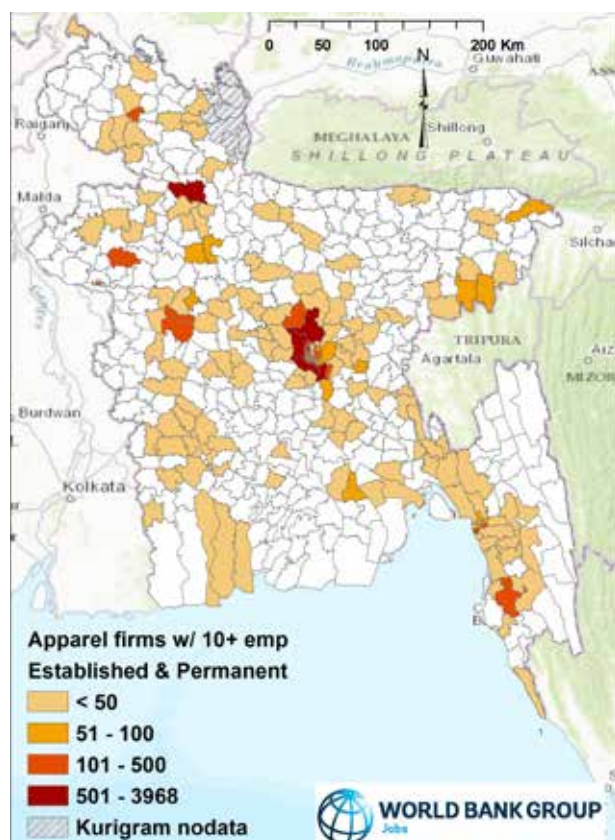 0 50 100 200 Km
N
Guwahati
Brahmaputra
Raiganj
MEGHALAYA
Shillong
SHILLONG PLATEAU
Malda
Silchar
TRIPURA
Agartala
MIZOR
Burdwan
Kolkata
Apparel firms w/ 10+ emp
Established & Permanent
< 50
51 - 100
101 - 500
501 - 3968
Kurigram nodata
WORLD BANK GROUP
Jobs